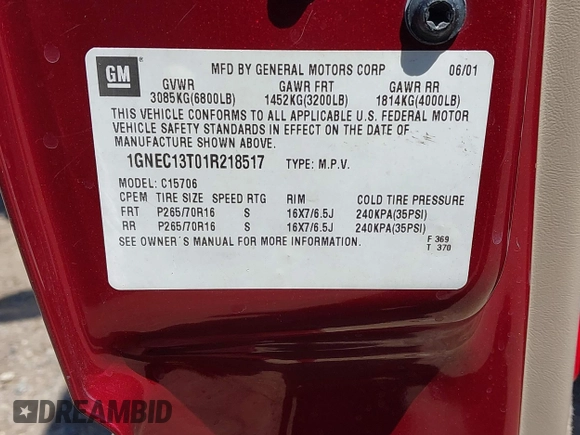 GM
MFD BY GENERAL MOTORS CORP 06/01
GVWR GAWR FRT GAWR RR
3085KG(6800LB) 1452KG(3200LB) 1814KG(4000LB)
THIS VEHICLE CONFORMS TO ALL APPLICABLE U.S. FEDERAL MOTOR
VEHICLE SAFETY STANDARDS IN EFFECT ON THE DATE OF
MANUFACTURE SHOWN ABOVE.
1GNEC13T01R218517 TYPE: M.P.V.
MODEL: C15706
CPEM TIRE SIZE SPEED RTG RIM COLD TIRE PRESSURE
FRT P265/70R16 S 16X7/6.5J 240KPA(35PSI)
RR P265/70R16 S 16X7/6.5J 240KPA(35PSI)
SEE OWNER'S MANUAL FOR MORE INFORMATION. F 369
T 370
DREAMBID